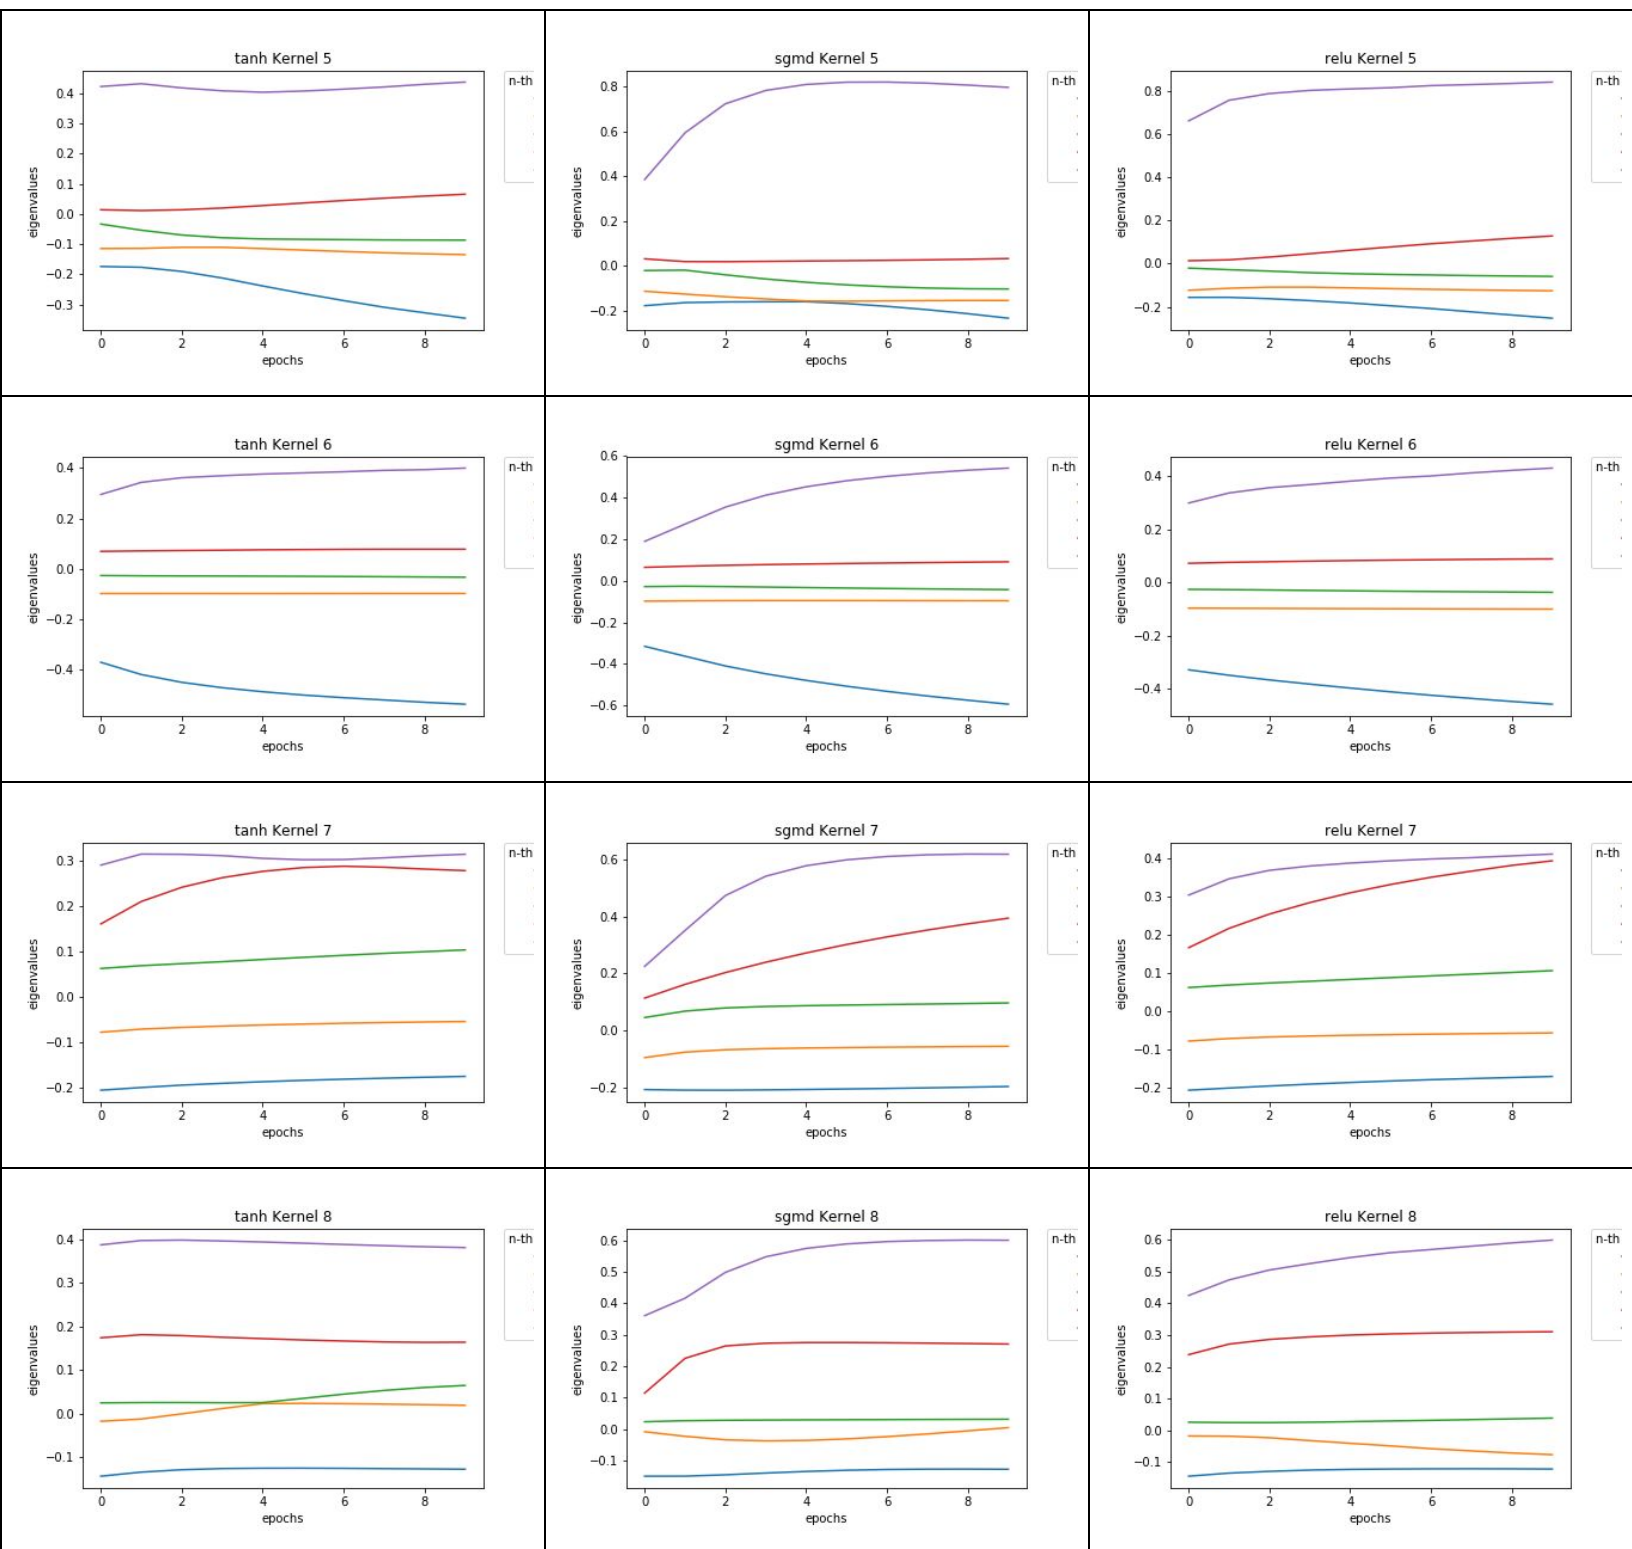 tanh Kernel 5
n-th
0.4
0.3
0.2
0.1
0.0
−0.1
−0.2
−0.3
eigenvalues
0 2 4 6 8
epochs
sgmd Kernel 5
n-th
0.8
0.6
0.4
0.2
0.0
−0.2
eigenvalues
0 2 4 6 8
epochs
relu Kernel 5
n-th
0.8
0.6
0.4
0.2
0.0
−0.2
eigenvalues
0 2 4 6 8
epochs
tanh Kernel 6
n-th
0.4
0.2
0.0
−0.2
−0.4
eigenvalues
0 2 4 6 8
epochs
sgmd Kernel 6
n-th
0.6
0.4
0.2
0.0
−0.2
−0.4
−0.6
eigenvalues
0 2 4 6 8
epochs
relu Kernel 6
n-th
0.4
0.2
0.0
−0.2
−0.4
eigenvalues
0 2 4 6 8
epochs
tanh Kernel 7
n-th
0.3
0.2
0.1
0.0
−0.1
−0.2
eigenvalues
0 2 4 6 8
epochs
sgmd Kernel 7
n-th
0.6
0.4
0.2
0.0
−0.2
eigenvalues
0 2 4 6 8
epochs
relu Kernel 7
n-th
0.4
0.3
0.2
0.1
0.0
−0.1
−0.2
eigenvalues
0 2 4 6 8
epochs
tanh Kernel 8
n-th
0.4
0.3
0.2
0.1
0.0
−0.1
eigenvalues
0 2 4 6 8
epochs
sgmd Kernel 8
n-th
0.6
0.5
0.4
0.3
0.2
0.1
0.0
−0.1
eigenvalues
0 2 4 6 8
epochs
relu Kernel 8
n-th
0.6
0.5
0.4
0.3
0.2
0.1
0.0
−0.1
eigenvalues
0 2 4 6 8
epochs